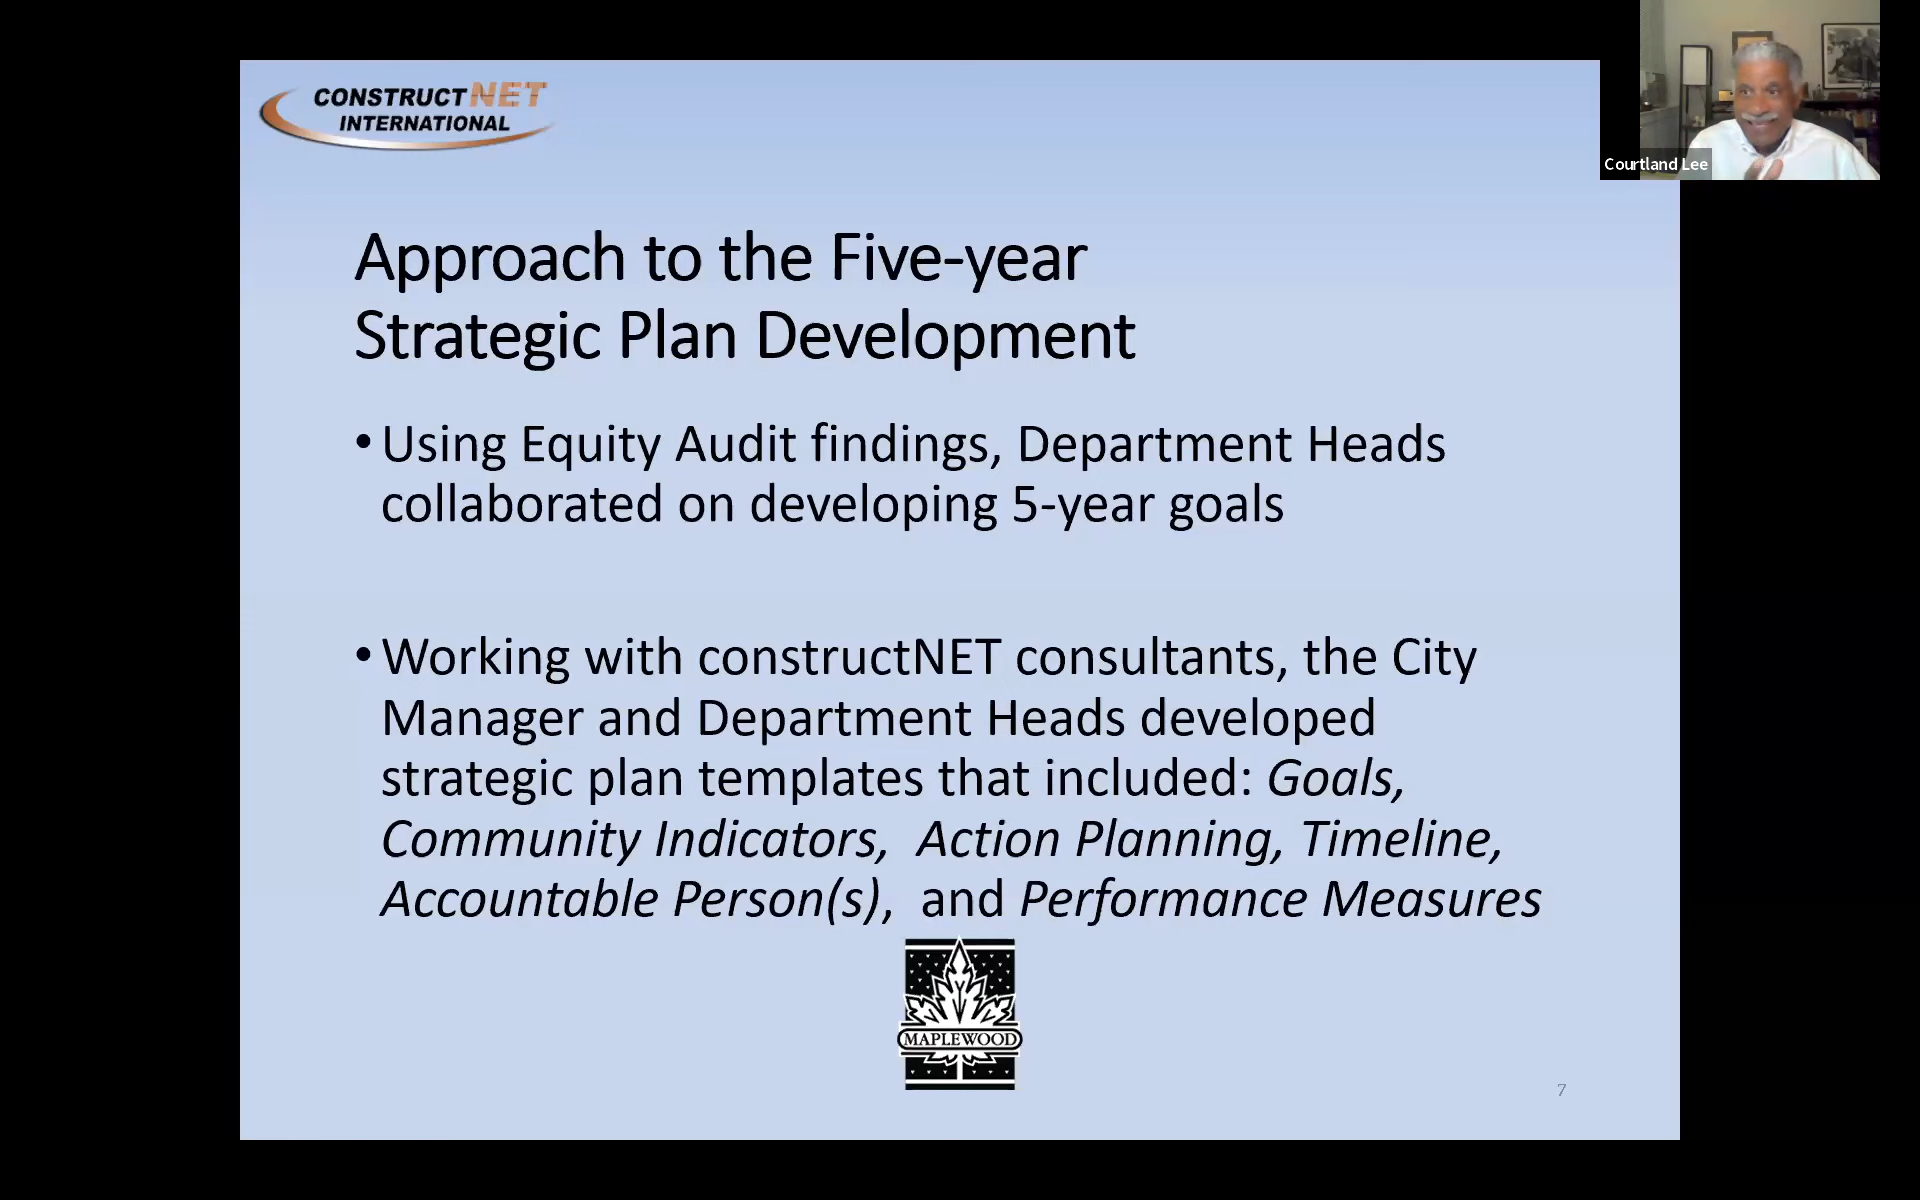 CONSTRUCTNET
INTERNATIONAL
Courtland Lee
Approach to the Five-year
Strategic Plan Development
• Using Equity Audit findings, Department Heads
collaborated on developing 5-year goals
• Working with constructNET consultants, the City
Manager and Department Heads developed
strategic plan templates that included: Goals,
Community Indicators,  Action Planning, Timeline,
Accountable Person(s),  and Performance Measures
MAPLEWOOD
7